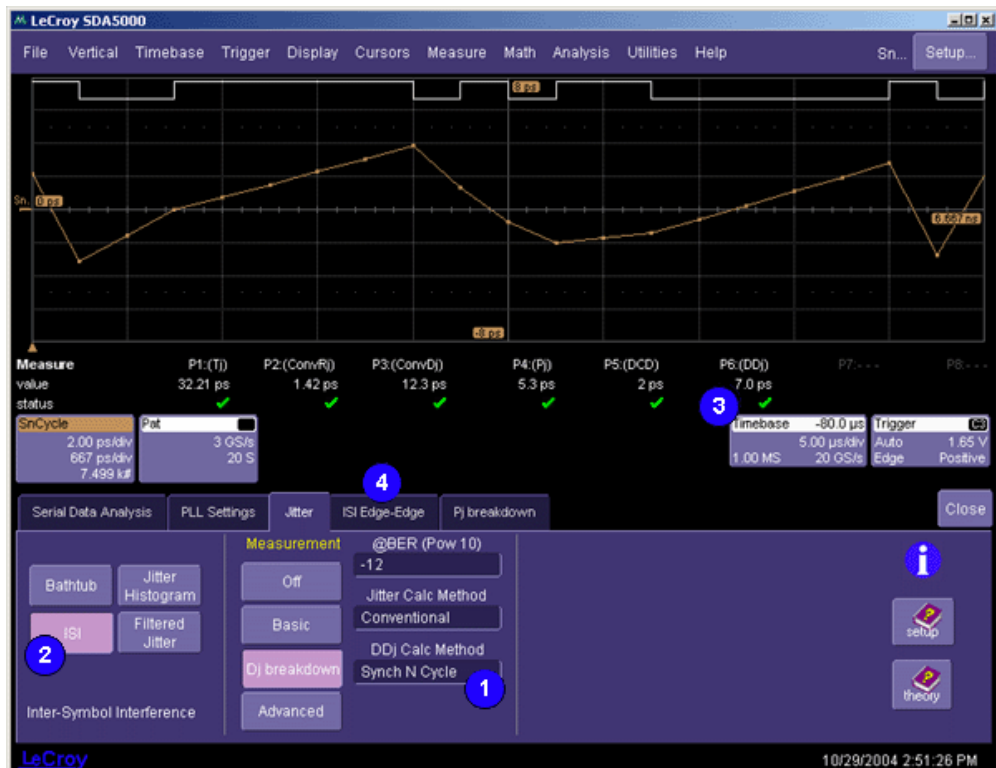 LeCroy SDA5000
File Vertical Timebase Trigger Display Cursors Measure Math Analysis Utilities Help Sn... Setup...
8 ps
Sn. 0 ps
6.667 ns
-8 ps
Measure P1:(Tj) P2:(ConvRj) P3:(ConvDj) P4:(Pj) P5:(DCD) P6:(DDj) P7:- - - P8:- - -
value 32.21 ps 1.42 ps 12.3 ps 5.3 ps 2 ps 7.0 ps
status
3
SnCycle Pat Timebase -80.0 µs Trigger C3
2.00 ps/div 3 GS/s 5.00 µs/div Auto 1.65 V
667 ps/div 20 S 1.00 MS 20 GS/s Edge Positive
7.499 k#
4
Serial Data Analysis PLL Settings Jitter ISI Edge-Edge Pj breakdown Close
Measurement @BER (Pow 10)
-12
Bathtub Jitter Histogram Off i
Jitter Calc Method
ISI Filtered Jitter Basic Conventional setup
2
DDj Calc Method
Dj breakdown Synch N Cycle
1
theory
Inter-Symbol Interference Advanced
LeCroy 10/29/2004 2:51:26 PM